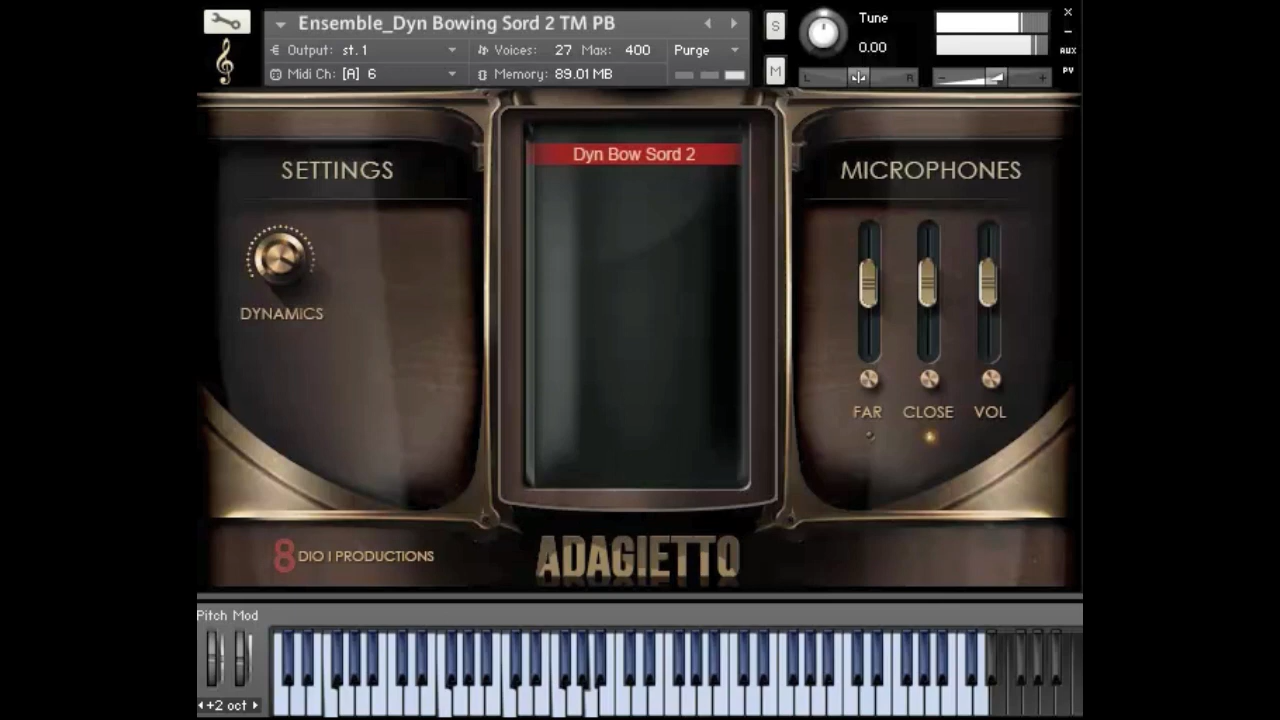 Ensemble_Dyn Bowing Sord 2 TM PB
Output: st.1
Voices: 27 Max: 400
Purge
Midi Ch: [A] 6
Memory: 89.01 MB
S
M
Tune
0.00
L R
- +
×
-
AUX
PV
SETTINGS
DYNAMICS
Dyn Bow Sord 2
MICROPHONES
FAR CLOSE VOL
8DIO | PRODUCTIONS
ADAGIETTO
Pitch Mod
+2 oct